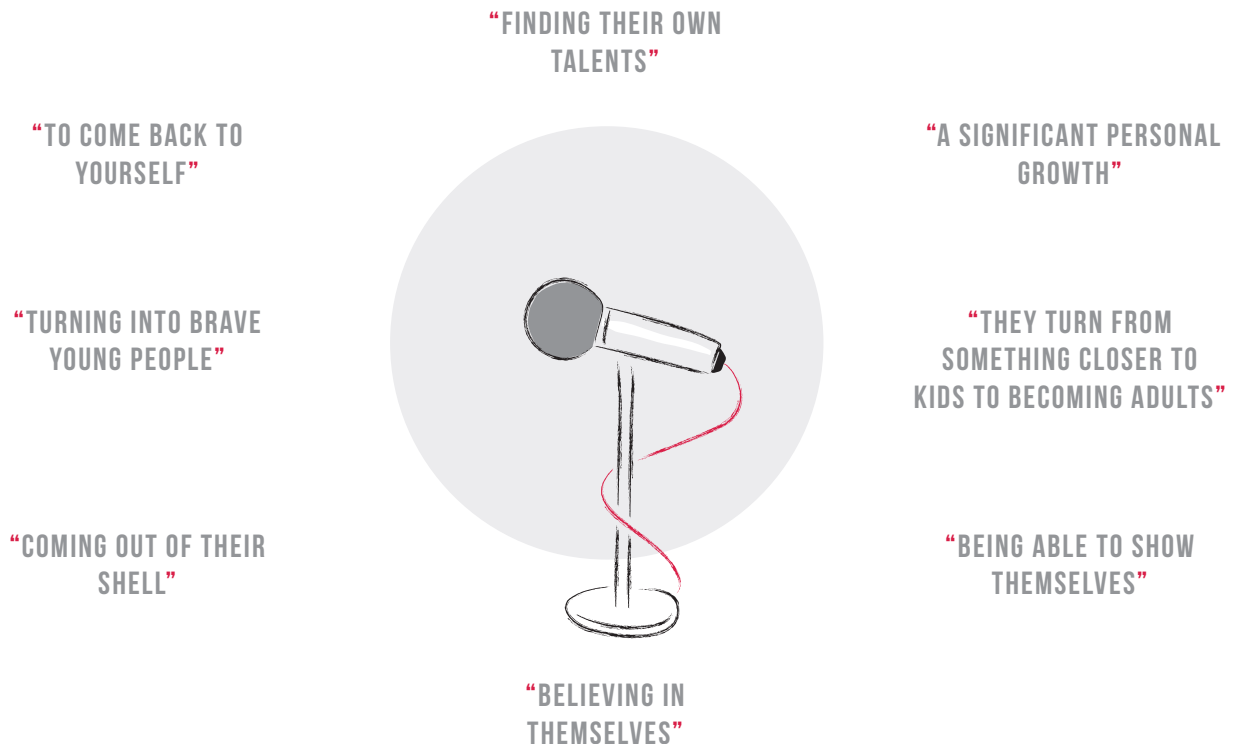 “FINDING THEIR OWN
TALENTS”
“TO COME BACK TO
YOURSELF”
“A SIGNIFICANT PERSONAL
GROWTH”
“TURNING INTO BRAVE
YOUNG PEOPLE”
“THEY TURN FROM
SOMETHING CLOSER TO
KIDS TO BECOMING ADULTS”
“COMING OUT OF THEIR
SHELL”
“BEING ABLE TO SHOW
THEMSELVES”
“BELIEVING IN
THEMSELVES”